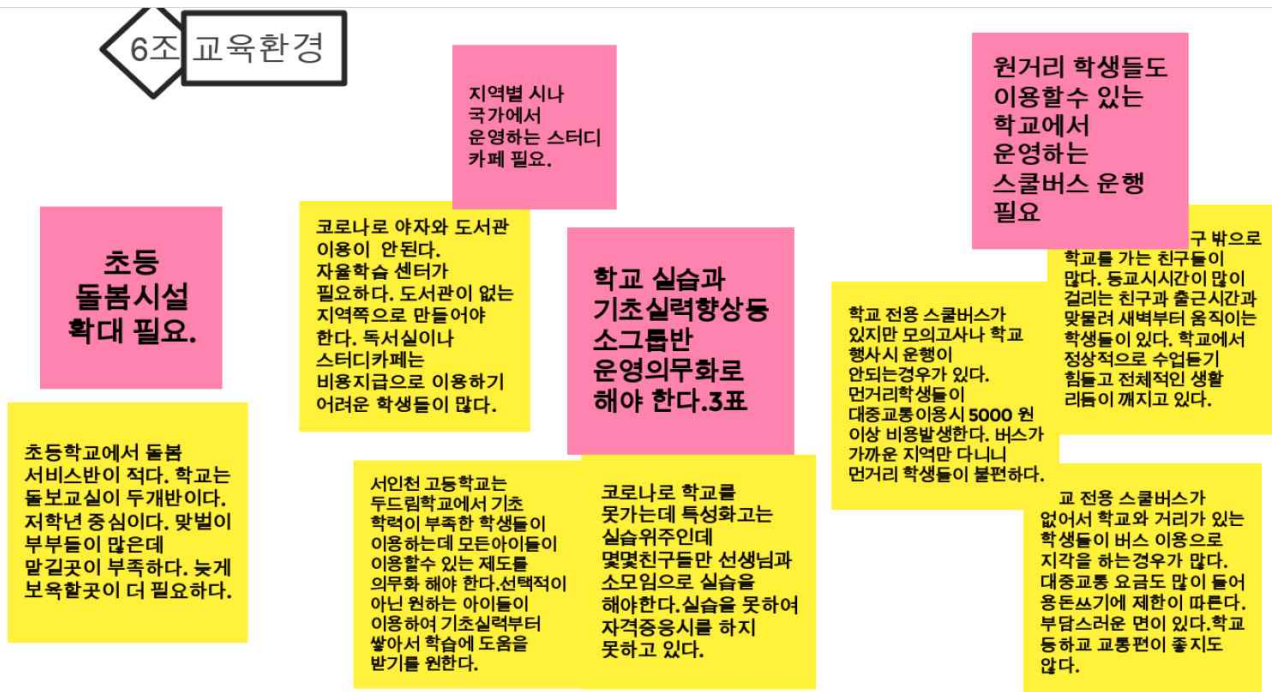 6조 교육환경
초등
돌봄시설
확대 필요.
초등학교에서 돌봄
서비스반이 적다. 학교는
돌보교실이 두개반이다.
저학년 중심이다. 맞벌이
부부들이 많은데
맡길곳이 부족하다. 늦게
보육할곳이 더 필요하다.
지역별 시나
국가에서
운영하는 스터디
카페 필요.
코로나로 야자와 도서관
이용이 안된다.
자율학습 센터가
필요하다. 도서관이 없는
지역쪽으로 만들어야
한다. 독서실이나
스터디카페는
비용지급으로 이용하기
어려운 학생들이 많다.
학교 실습과
기초실력향상등
소그룹반
운영의무화로
해야 한다.3표
서인천 고등학교는
두드림학교에서 기초
학력이 부족한 학생들이
이용하는데 모든아이들이
이용할수 있는 제도를
의무화 해야 한다.선택적이
아닌 원하는 아이들이
이용하여 기초실력부터
쌓아서 학습에 도움을
받기를 원한다.
코로나로 학교를
못가는데 특성화고는
실습위주인데
몇몇친구들만 선생님과
소모임으로 실습을
해야한다.실습을 못하여
자격증응시를 하지
못하고 있다.
원거리 학생들도
이용할수 있는
학교에서
운영하는
스쿨버스 운행
필요
구 밖으로
학교를 가는 친구들이
많다. 등교시시간이 많이
걸리는 친구과 출근시간과
맞물려 새벽부터 움직이는
학생들이 있다. 학교에서
정상적으로 수업듣기
힘들고 전체적인 생활
리듬이 깨지고 있다.
학교 전용 스쿨버스가
있지만 모의고사나 학교
행사시 운행이
안되는경우가 있다.
먼거리학생들이
대중교통이용시 5000 원
이상 비용발생한다. 버스가
가까운 지역만 다니니
먼거리 학생들이 불편하다.
교 전용 스쿨버스가
없어서 학교와 거리가 있는
학생들이 버스 이용으로
지각을 하는경우가 많다.
대중교통 요금도 많이 들어
용돈쓰기에 제한이 따른다.
부담스러운 면이 있다.학교
등하교 교통편이 좋지도
않다.